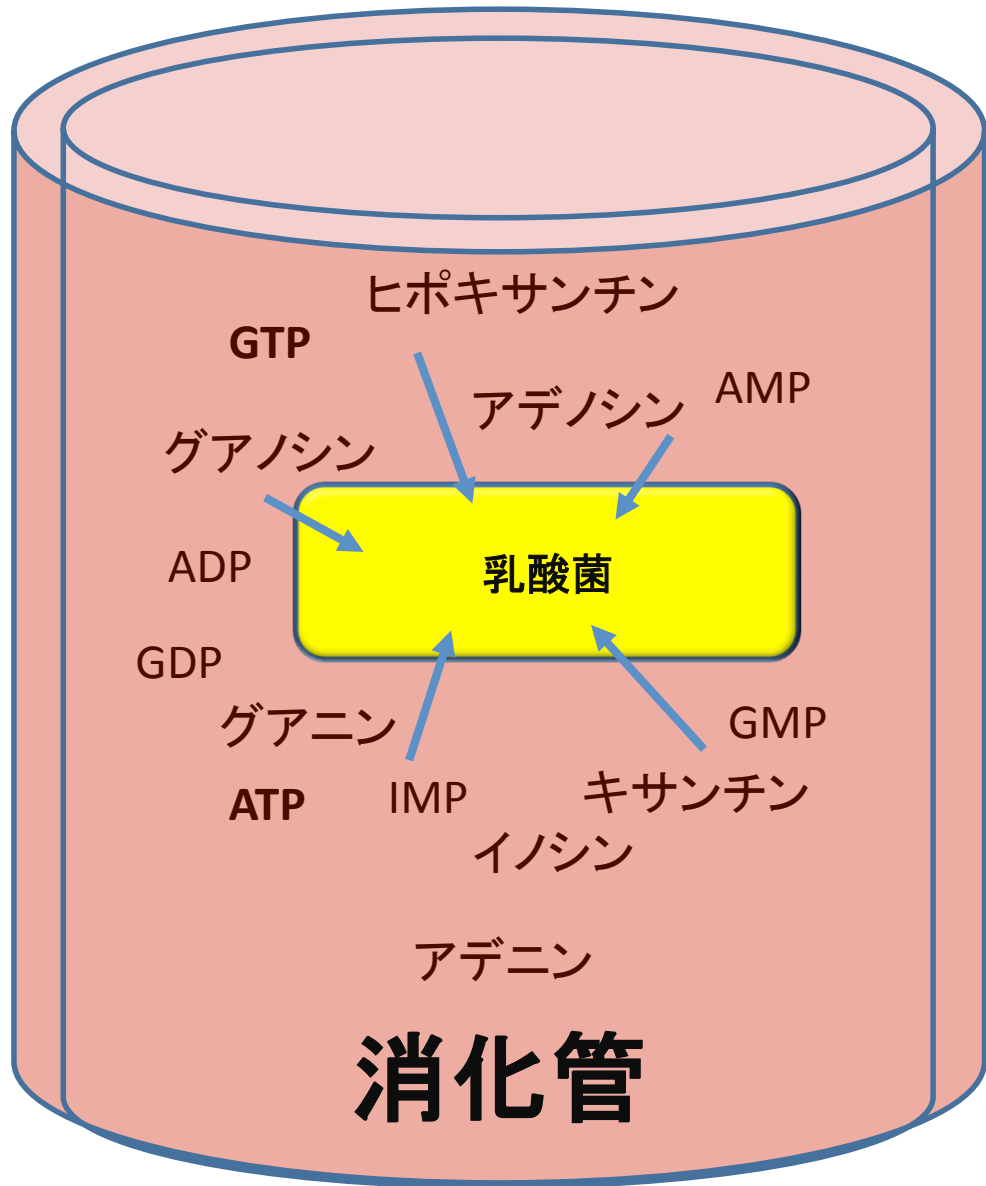 ヒポキサンチン
GTP
アデノシン
AMP
グアノシン
ADP
乳酸菌
GDP
グアニン
GMP
ATP
IMP
キサンチン
イノシン
アデニン
消化管